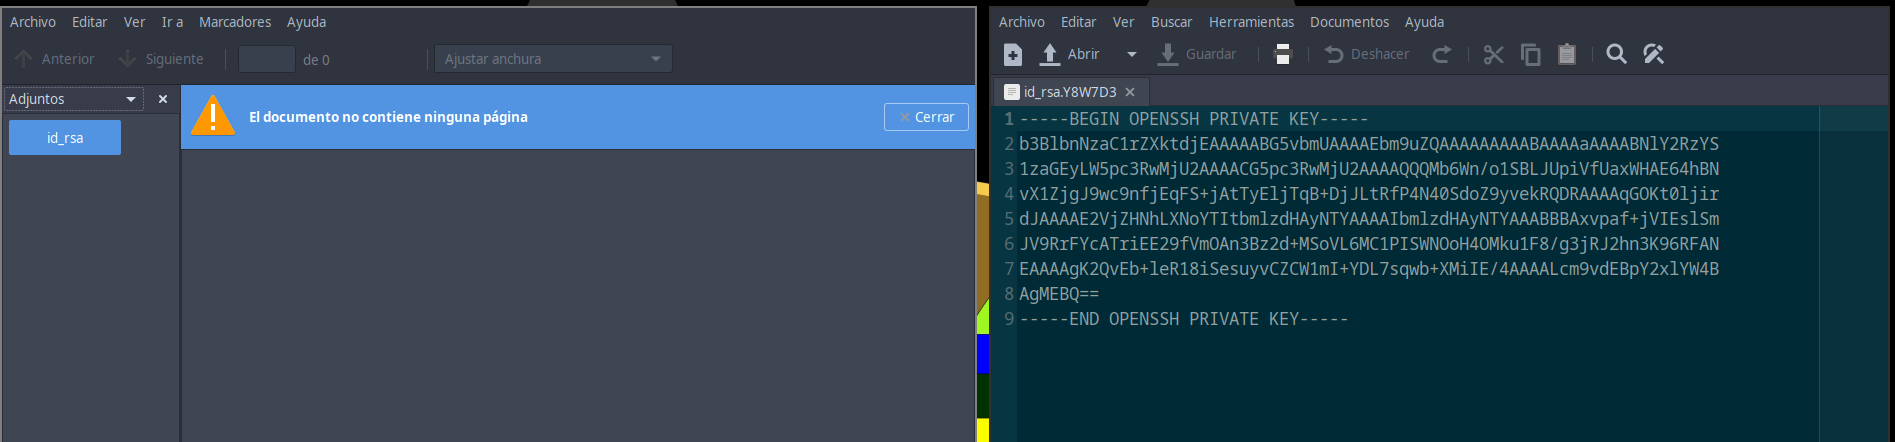 Archivo Editar Ver Ir a Marcadores Ayuda
Anterior Siguiente de 0 Ajustar anchura
Adjuntos
id_rsa
El documento no contiene ninguna página
Cerrar
Archivo Editar Ver Buscar Herramientas Documentos Ayuda
Abrir Guardar Deshacer
id_rsa.Y8W7D3
1 -----BEGIN OPENSSH PRIVATE KEY-----
2 b3BlbnNzaC1rZXktdjEAAAAABG5vbmUAAAAEbm9uZQAAAAAAAAABAAAAaAAAABNlY2RzYS
3 1zaGEyLW5pc3RwMjU2AAAACG5pc3RwMjU2AAAAQQQMb6Wn/o1SBLJUpiVfUaxWHAE64hBN
4 vX1ZjgJ9wc9nfjEqFS+jAtTyEljTqB+DjJLtRfP4N40SdoZ9yvekRQDRAAAAqGOKt0ljir
5 dJAAAAE2VjZHNhLXNoYTItbmlzdHAyNTYAAAAIbmlzdHAyNTYAAABBBAxvpaf+jVIEslSm
6 JV9RrFYcATriEE29fVmOAn3Bz2d+MSoVL6MC1PISWNOoH4OMku1F8/g3jRJ2hn3K96RFAN
7 EAAAAgK2QvEb+leR18iSesuyvCZCW1mI+YDL7sqwb+XMiIE/4AAAALcm9vdEBpY2xlYW4B
8 AgMEBQ==
9 -----END OPENSSH PRIVATE KEY-----